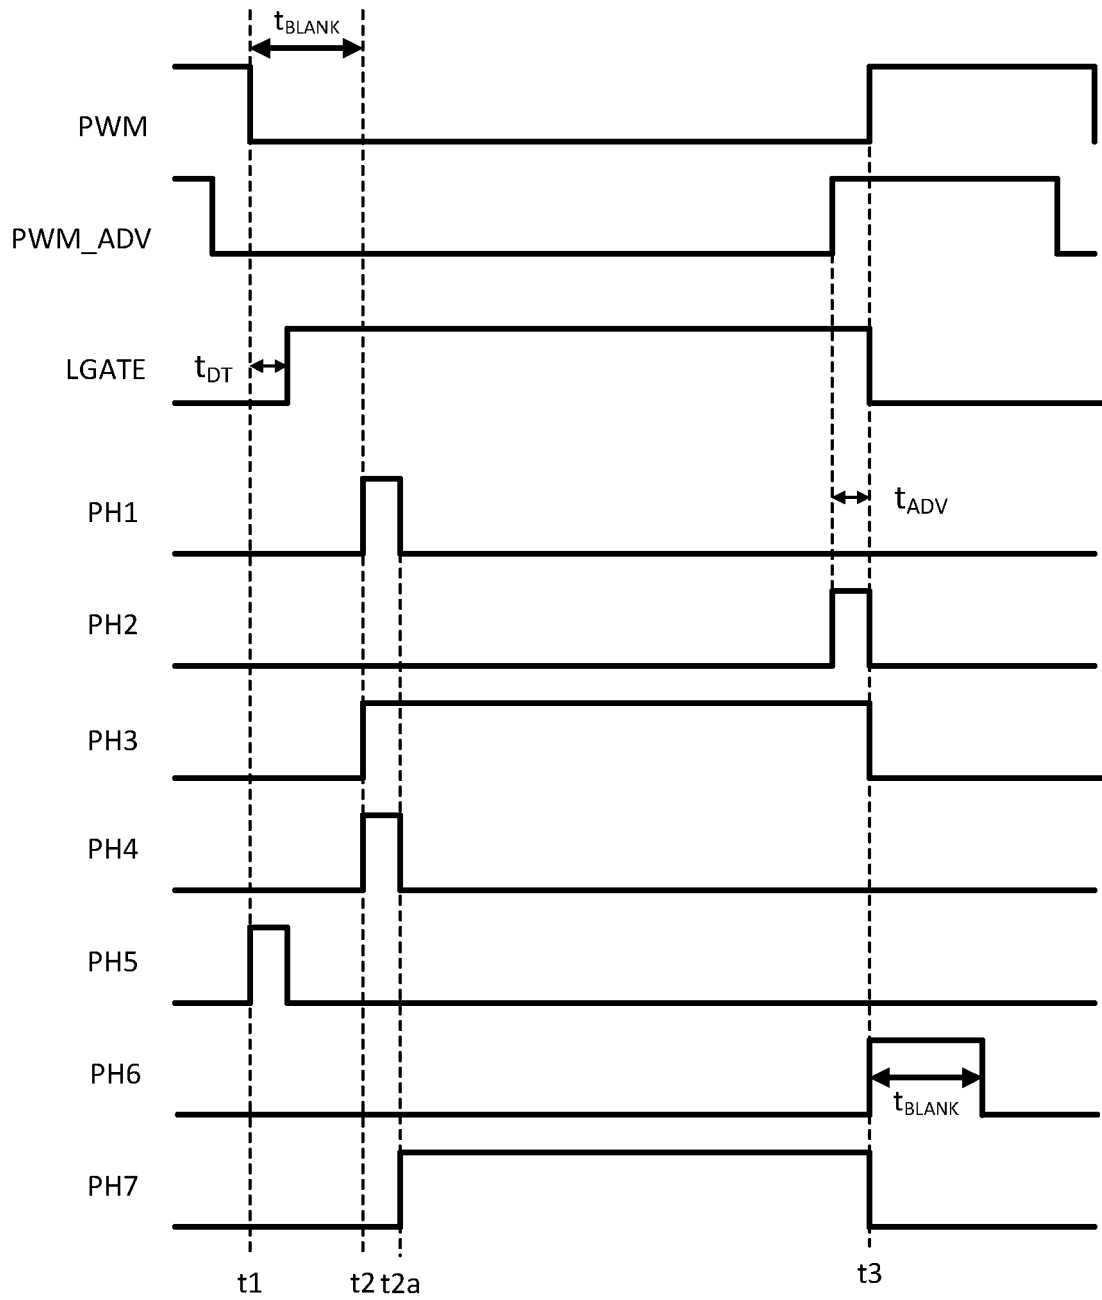 tBLANK
PWM
PWM_ADV
LGATE
tDT
PH1
tADV
PH2
PH3
PH4
PH5
PH6
tBLANK
PH7
t1 t2 t2a t3